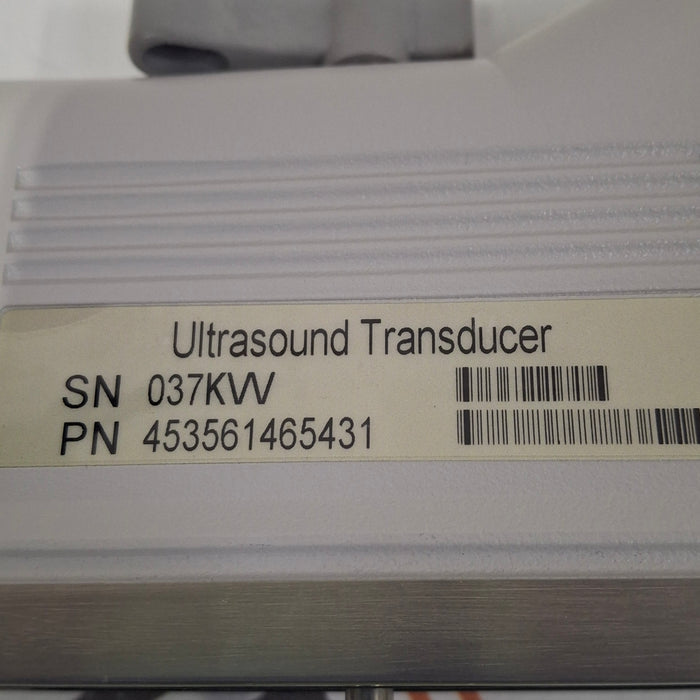 Ultrasound Transducer
SN 037KVV
PN 453561465431